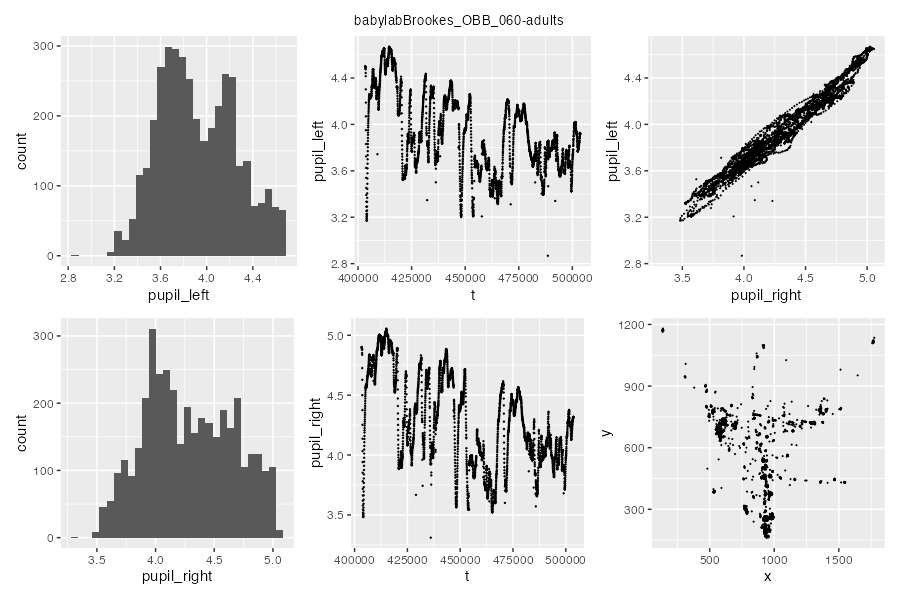 babylabBrookes_OBB_060-adults
300
200
100
0
count
2.8 3.2 3.6 4.0 4.4
pupil_left
4.4
4.0
3.6
3.2
2.8
pupil_left
400000 425000 450000 475000 500000
t
4.4
4.0
3.6
3.2
2.8
pupil_left
3.5 4.0 4.5 5.0
pupil_right
300
200
100
0
count
3.5 4.0 4.5 5.0
pupil_right
5.0
4.5
4.0
3.5
pupil_right
400000 425000 450000 475000 500000
t
1200
900
600
300
y
500 1000 1500
x